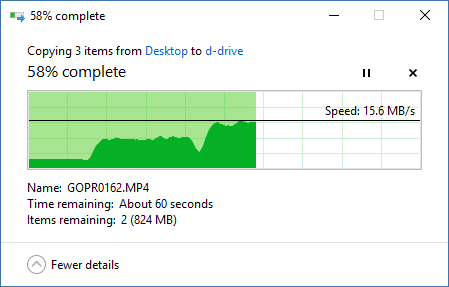 58% complete
Copying 3 items from Desktop to d-drive
58% complete
Speed: 15.6 MB/s
Name: GOPR0162.MP4
Time remaining: About 60 seconds
Items remaining: 2 (824 MB)
Fewer details